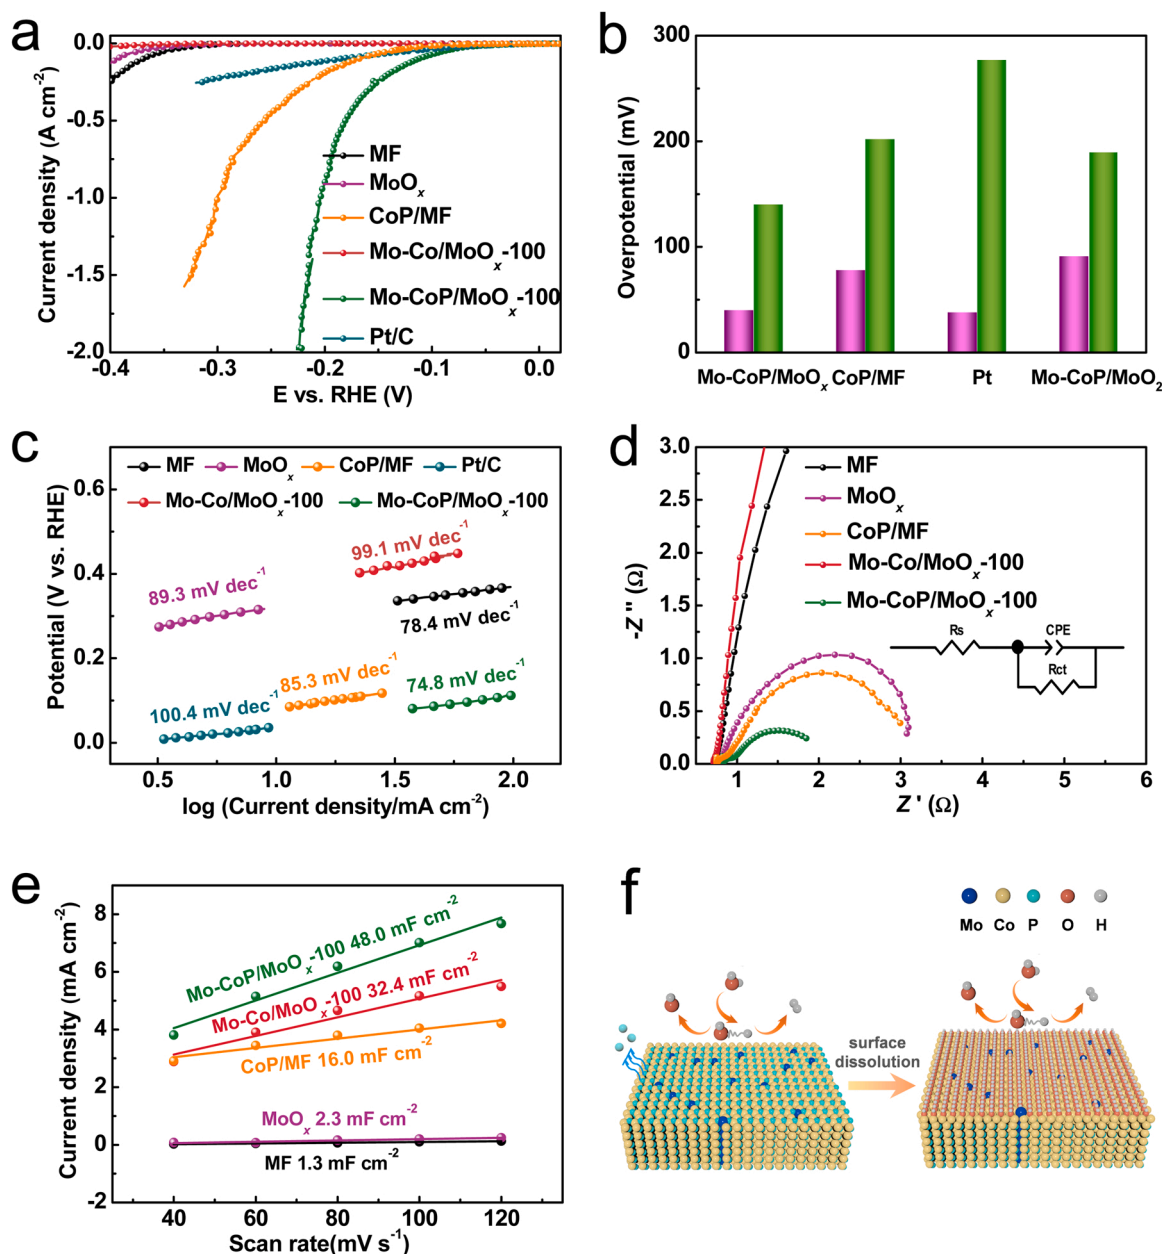 a
0.0
-0.5
-1.0
-1.5
-2.0
Current density (A cm⁻²)
-0.4 -0.3 -0.2 -0.1 0.0
E vs. RHE (V)
MF
MoOₓ
CoP/MF
Mo-Co/MoOₓ-100
Mo-CoP/MoOₓ-100
Pt/C
b
300
200
100
0
Overpotential (mV)
Mo-CoP/MoOₓ CoP/MF Pt Mo-CoP/MoO₂
c
MF MoOₓ CoP/MF Pt/C
Mo-Co/MoOₓ-100 Mo-CoP/MoOₓ-100
0.6
0.4
0.2
0.0
Potential (V vs. RHE)
99.1 mV dec⁻¹
89.3 mV dec⁻¹
78.4 mV dec⁻¹
85.3 mV dec⁻¹
74.8 mV dec⁻¹
100.4 mV dec⁻¹
0.5 1.0 1.5 2.0
log (Current density/mA cm⁻²)
d
3.0
2.5
2.0
1.5
1.0
0.5
0.0
-Z'' (Ω)
MF
MoOₓ
CoP/MF
Mo-Co/MoOₓ-100
Mo-CoP/MoOₓ-100
Rs
CPE
Rct
1 2 3 4 5 6
Z ' (Ω)
e
8
6
4
2
0
-2
Current density (mA cm⁻²)
Mo-CoP/MoOₓ-100 48.0 mF cm⁻²
Mo-Co/MoOₓ-100 32.4 mF cm⁻²
CoP/MF 16.0 mF cm⁻²
MoOₓ 2.3 mF cm⁻²
MF 1.3 mF cm⁻²
40 60 80 100 120
Scan rate(mV s⁻¹)
f
Mo Co P O H
surface
dissolution